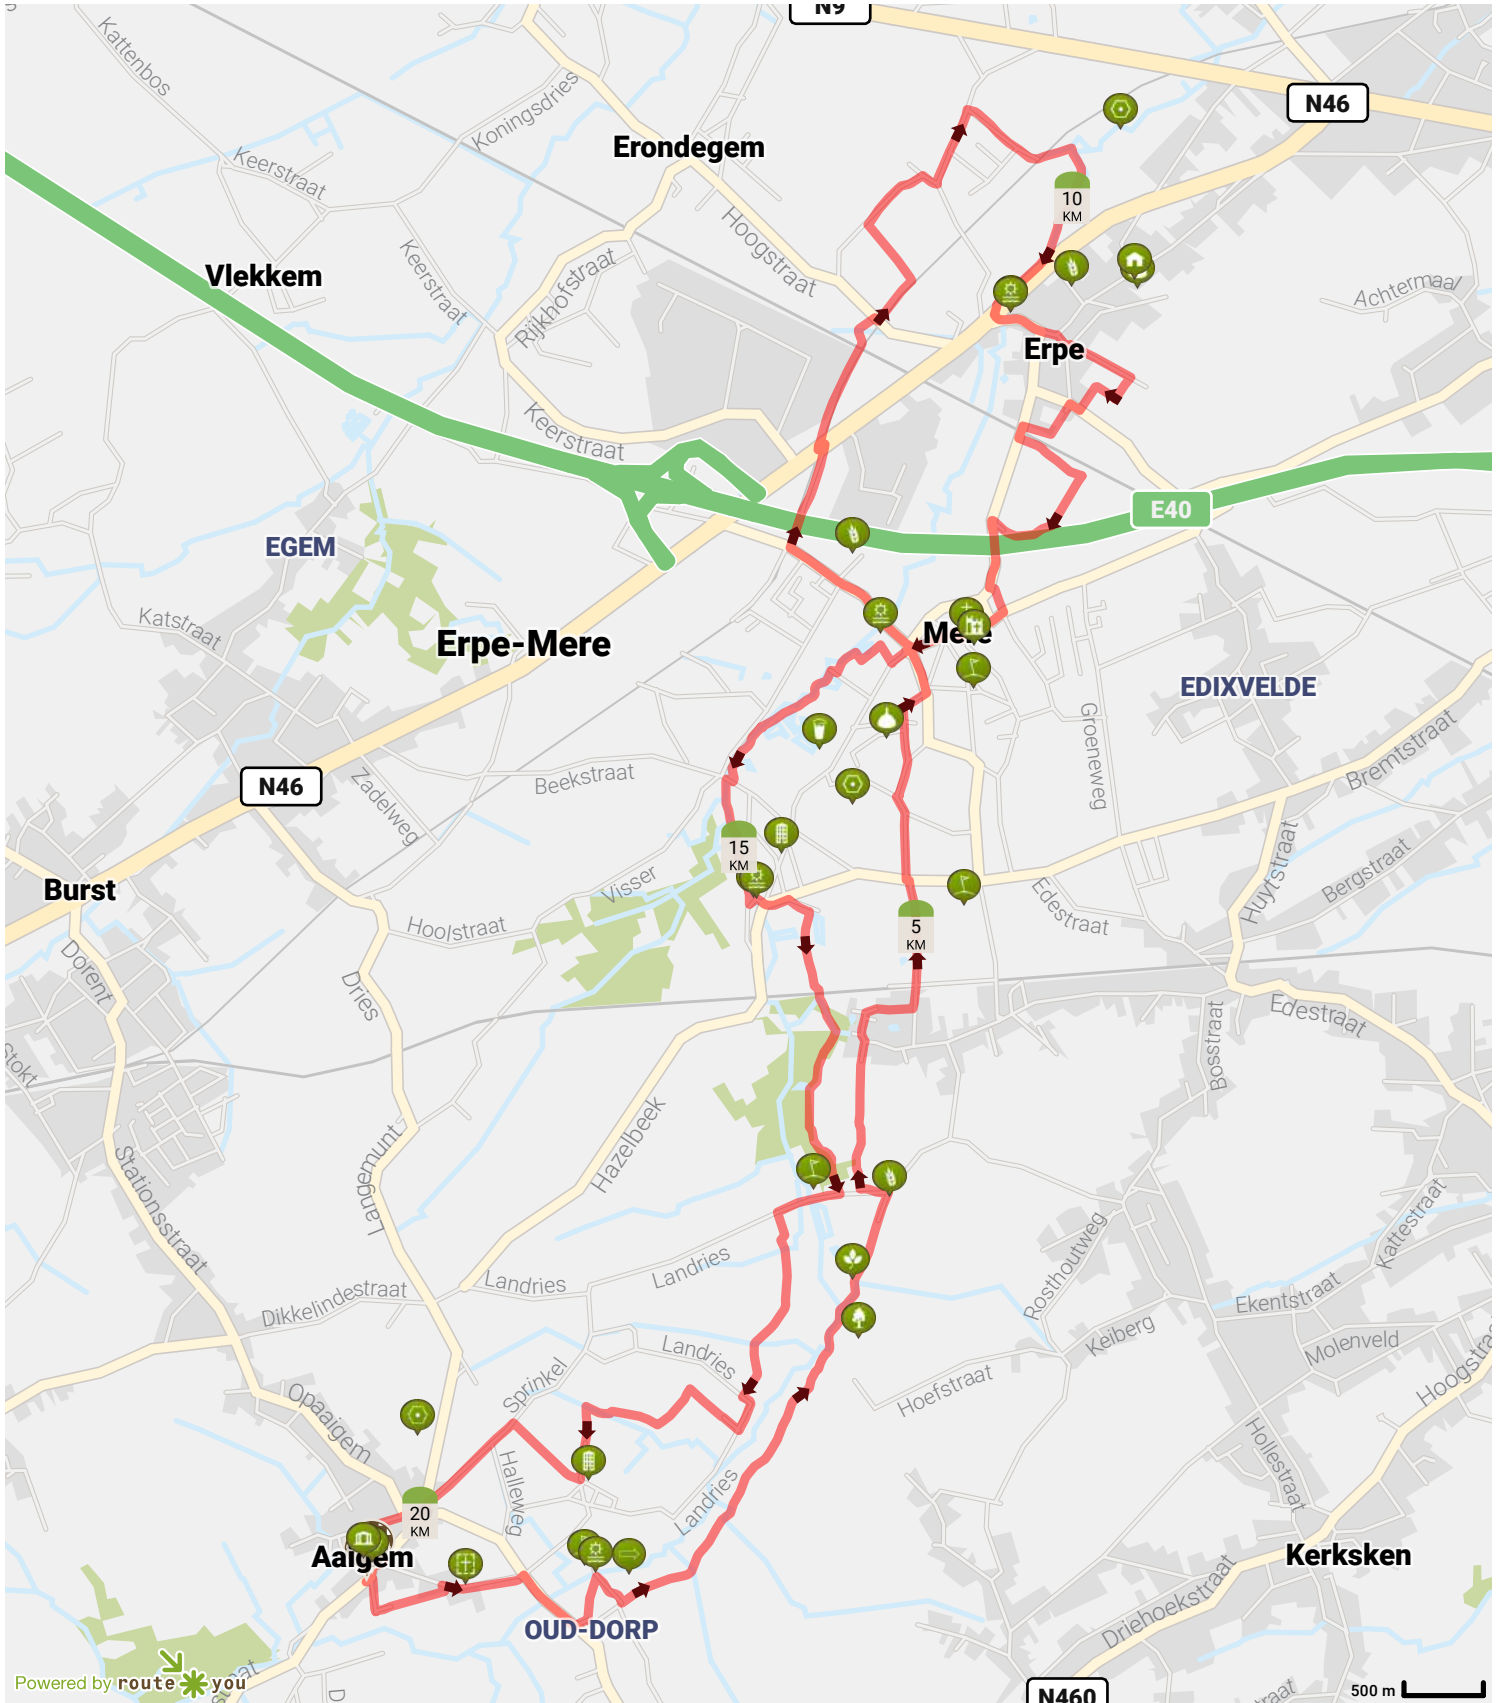 N9
Kattenbos
N46
Koningsdries
Erondegem
Keerstraat
10
KM
Hoogstraat
Keerstraat
Vlekkem
Rijkhofstraat
Achtermaal
Erpe
Keerstraat
E40
EGEM
Katstraat
Erpe-Mere
Mere
EDIXVELDE
Groeneweg
Bremtstraat
N46
Zadelweg
Beekstraat
15
KM
Huytstraat
Bergstraat
Burst
Visser
Edestraat
Hoolstraat
5
KM
Dorent
Dries
Edestraat
Bosstraat
Stokt
Hazelbeek
Langemunt
Stationsstraat
Kattestraat
Rosthoutweg
Landries
Landries
Dikkelindestraat
Ekentstraat
Keiberg
Molenveld
Landries
Hoogstraat
Sprinkel
Hoefstraat
Opaaigem
Hollestraat
Halleweg
Landries
20
KM
Aaigem
Kerksken
Driehoekstraat
OUD-DORP
Powered by route you
500 m
N460